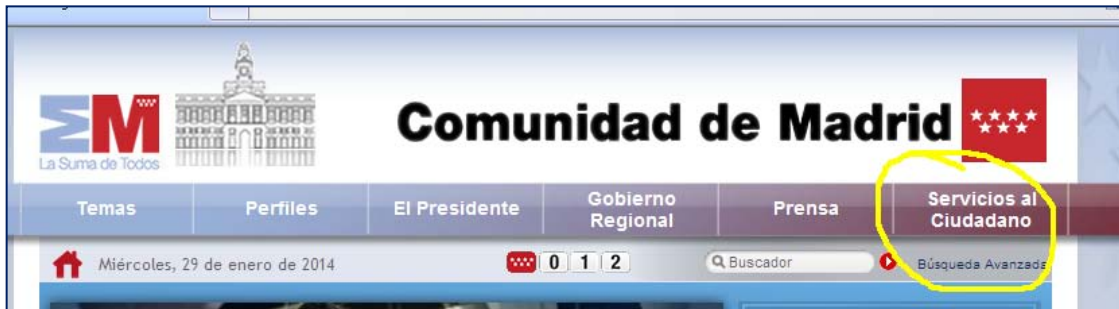 Comunidad de Madrid
La Suma de Todos
Temas
Perfiles
El Presidente
Gobierno
Regional
Prensa
Servicios al
Ciudadano
Miércoles, 29 de enero de 2014
0 1 2
Buscador
Búsqueda Avanzada